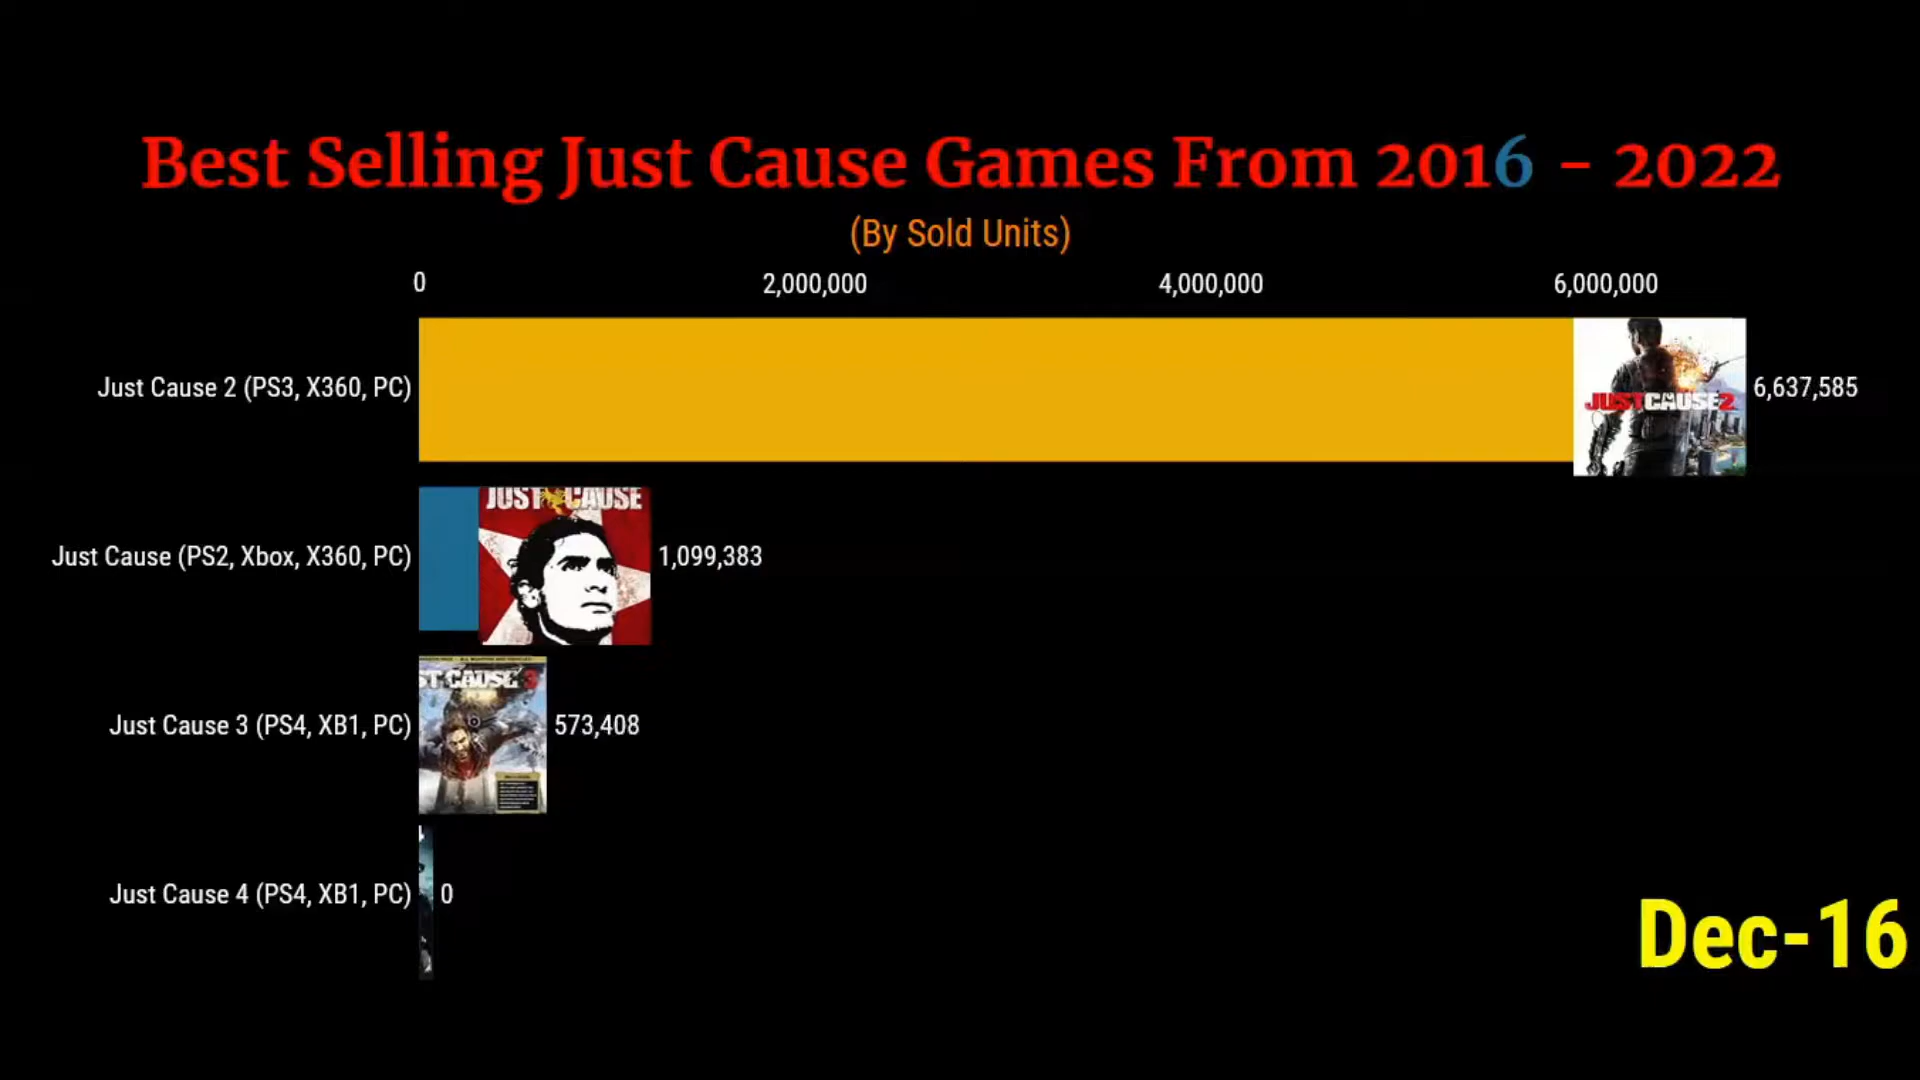 Best Selling Just Cause Games From 2016 - 2022
(By Sold Units)
0 2,000,000 4,000,000 6,000,000
Just Cause 2 (PS3, X360, PC) JUST CAUSE 2 6,637,585
JUST CAUSE
Just Cause (PS2, Xbox, X360, PC) 1,099,383
ST CAUSE 3
Just Cause 3 (PS4, XB1, PC) 573,408
Just Cause 4 (PS4, XB1, PC) 0
Dec-16